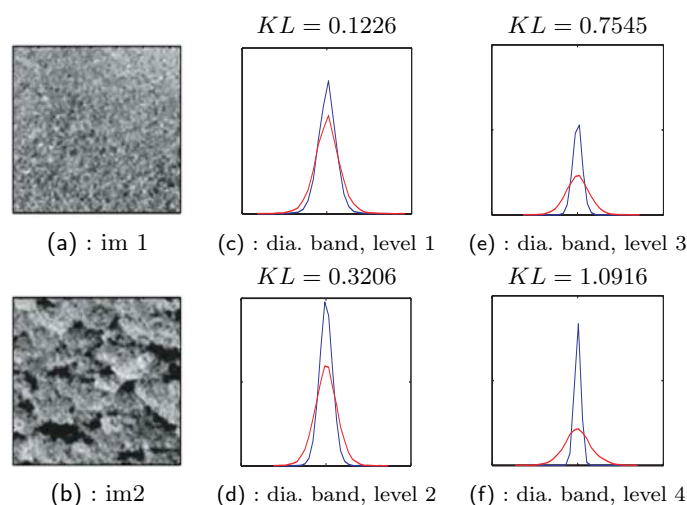 KL = 0.1226
KL = 0.7545
(a) : im 1
(c) : dia. band, level 1
(e) : dia. band, level 3
KL = 0.3206
KL = 1.0916
(b) : im2
(d) : dia. band, level 2
(f) : dia. band, level 4